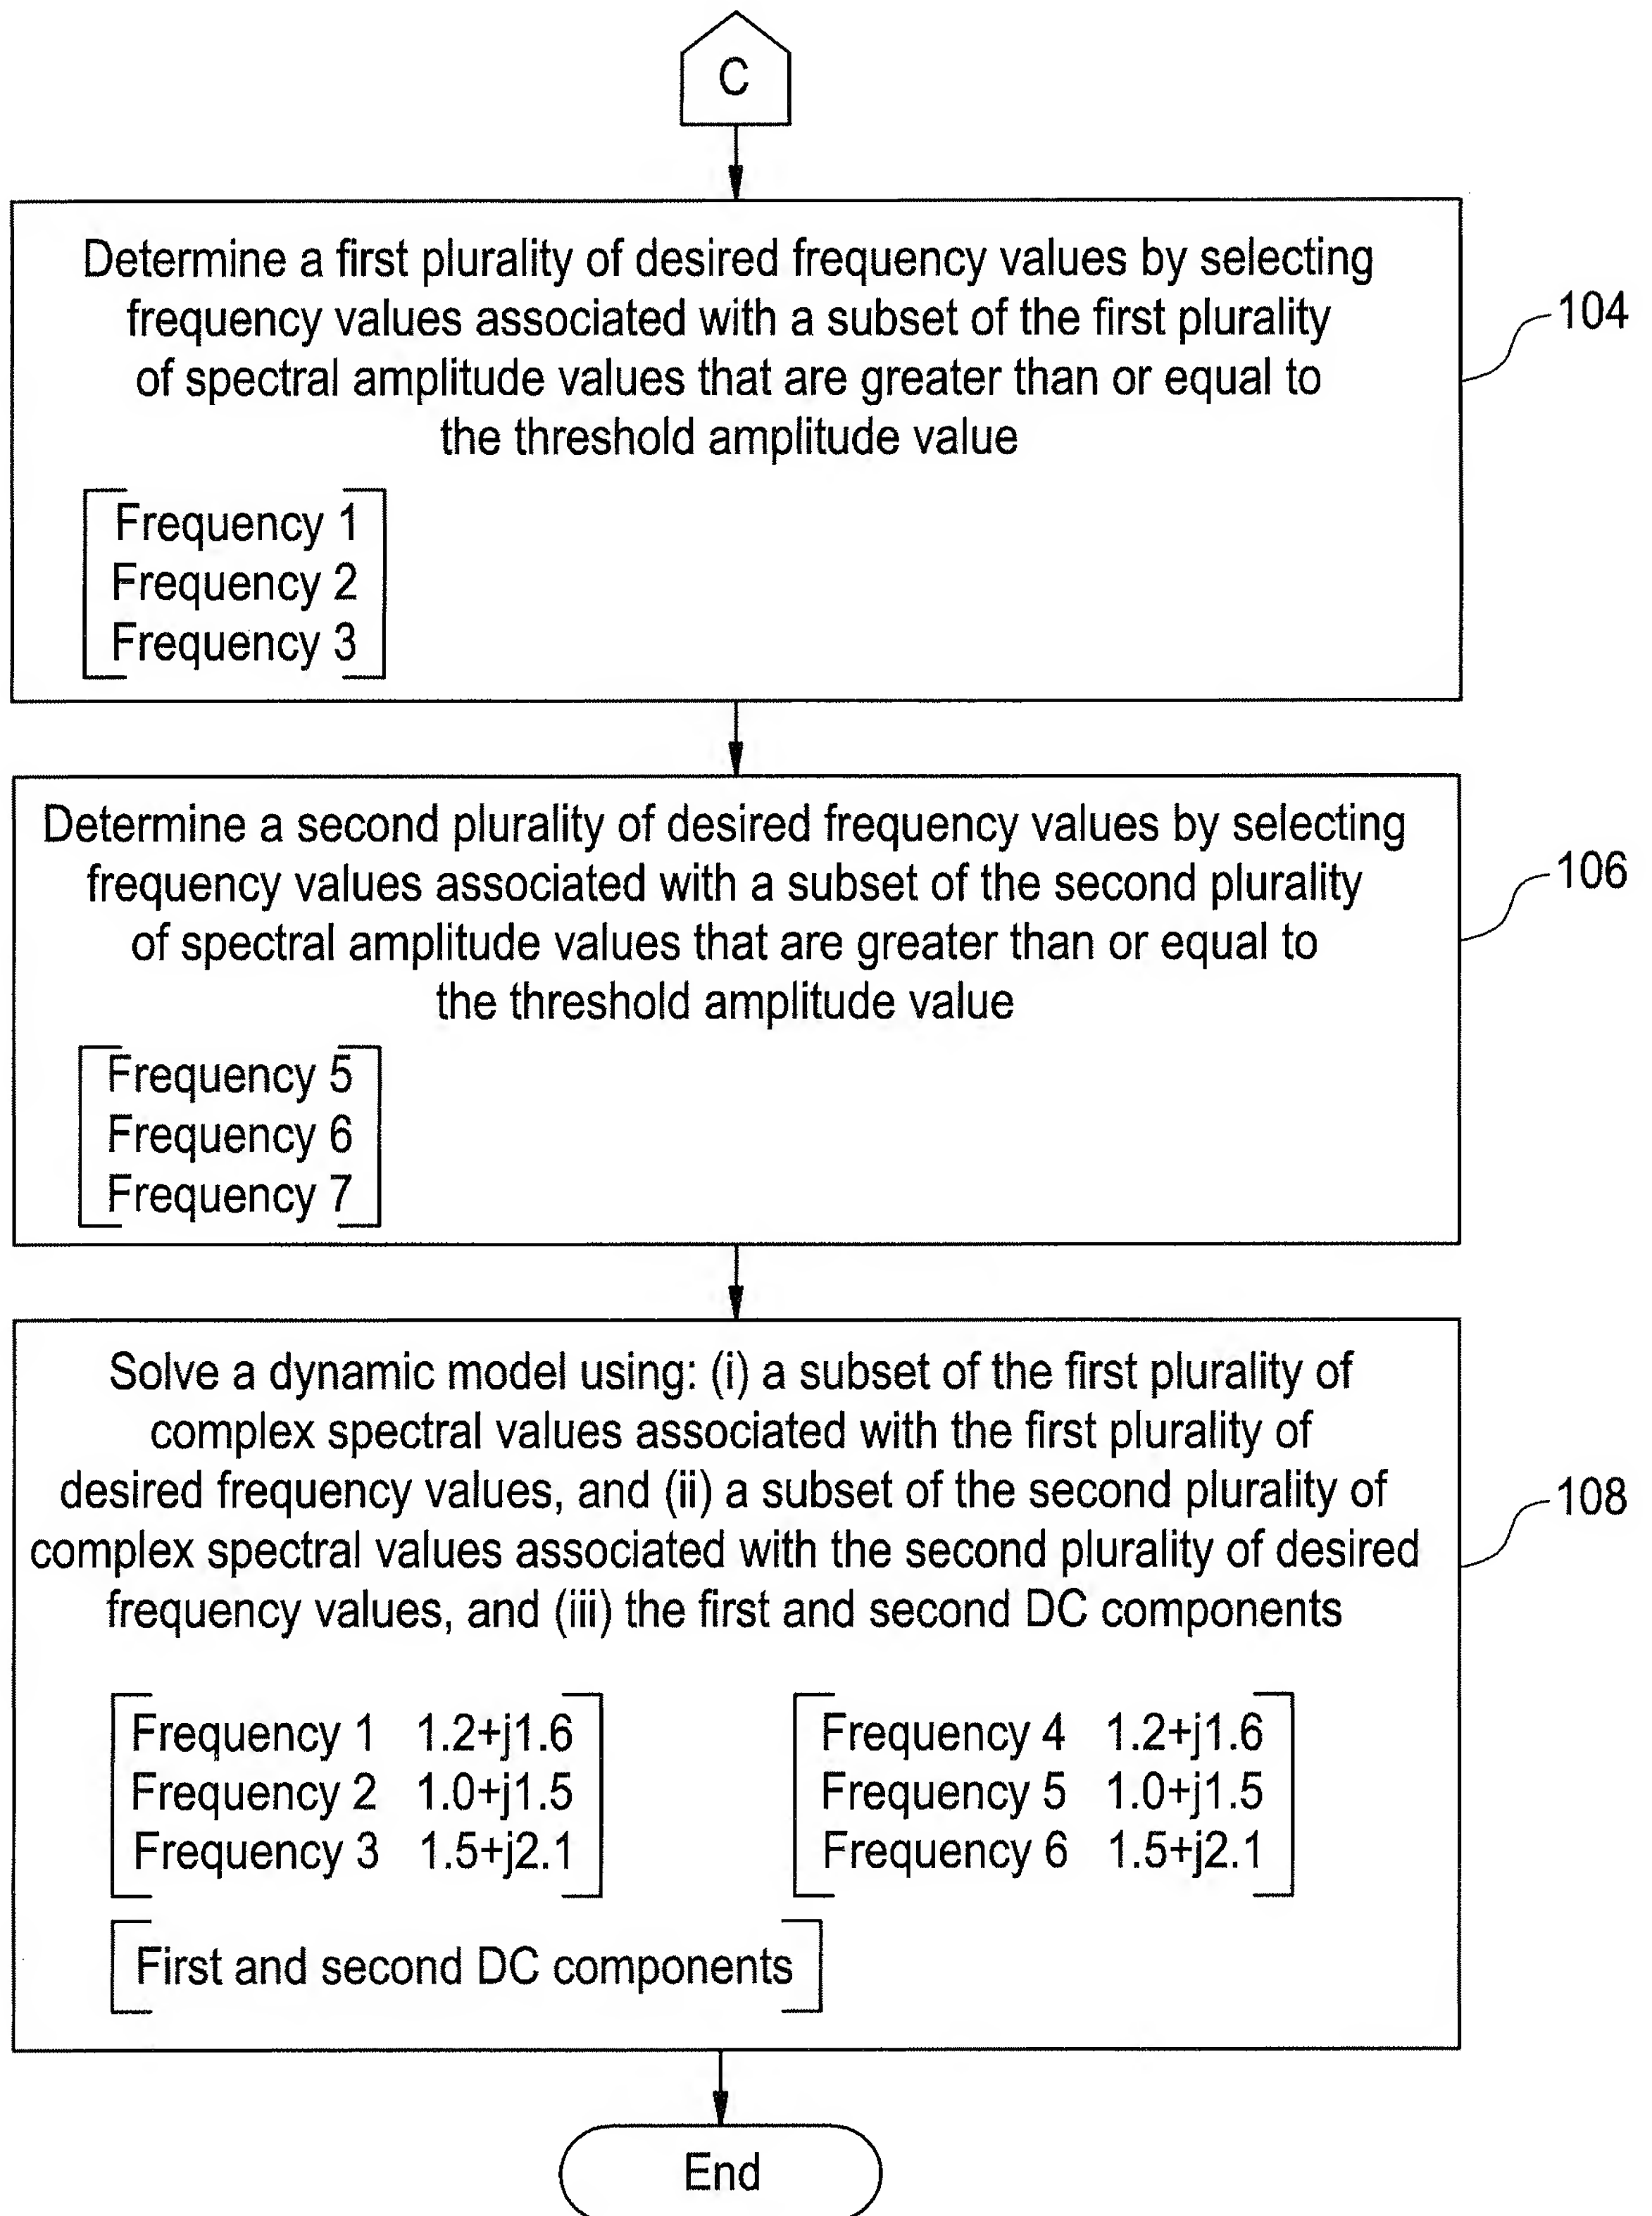 C
Determine a first plurality of desired frequency values by selecting
frequency values associated with a subset of the first plurality
of spectral amplitude values that are greater than or equal to
the threshold amplitude value
104
Frequency 1
Frequency 2
Frequency 3
Determine a second plurality of desired frequency values by selecting
frequency values associated with a subset of the second plurality
of spectral amplitude values that are greater than or equal to
the threshold amplitude value
106
Frequency 5
Frequency 6
Frequency 7
Solve a dynamic model using: (i) a subset of the first plurality of
complex spectral values associated with the first plurality of
desired frequency values, and (ii) a subset of the second plurality of
complex spectral values associated with the second plurality of desired
frequency values, and (iii) the first and second DC components
108
Frequency 1 1.2+j1.6
Frequency 2 1.0+j1.5
Frequency 3 1.5+j2.1
Frequency 4 1.2+j1.6
Frequency 5 1.0+j1.5
Frequency 6 1.5+j2.1
First and second DC components
End